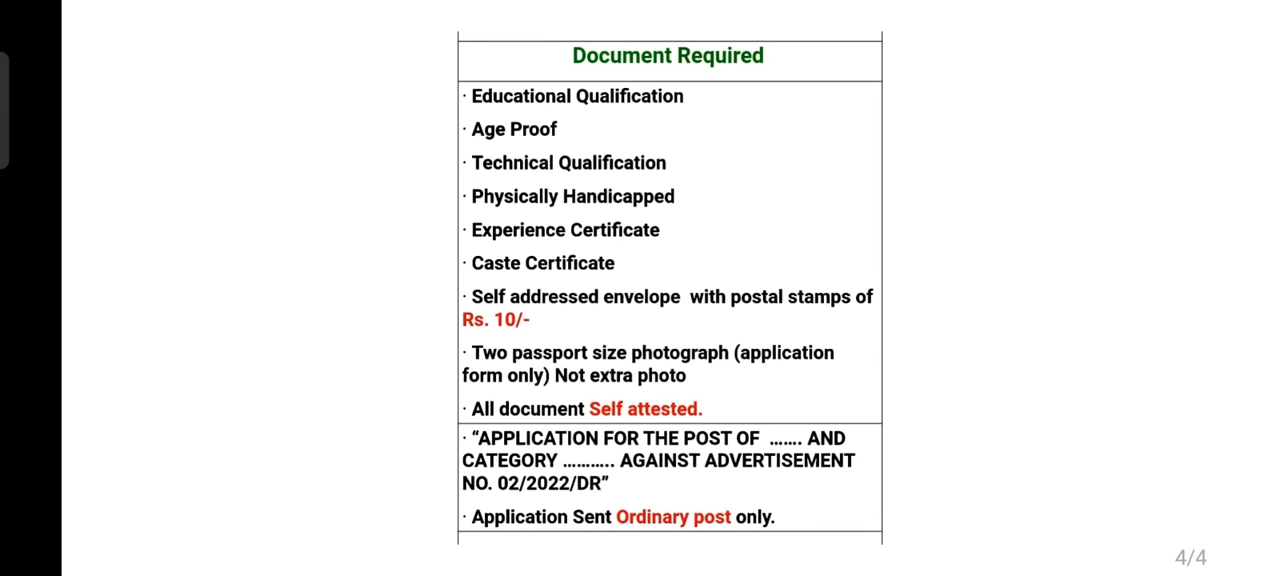 Document Required
· Educational Qualification
· Age Proof
· Technical Qualification
· Physically Handicapped
· Experience Certificate
· Caste Certificate
· Self addressed envelope  with postal stamps of
Rs. 10/-
· Two passport size photograph (application
form only) Not extra photo
· All document Self attested.
· “APPLICATION FOR THE POST OF  ……. AND
CATEGORY ……….. AGAINST ADVERTISEMENT
NO. 02/2022/DR”
· Application Sent Ordinary post only.
4/4